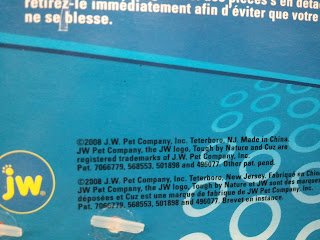 pièces s'en déta
retirez-le immédiatement afin d'éviter que votre
ne se blesse.
©2008 J.W. Pet Company, Inc. Teterboro, N.J. Made in China.
JW Pet Company, the JW logo, Tough by Nature and Cuz are
registered trademarks of J.W. Pet Company, Inc.
Pat. 7066779, 568553, 501898 and 496077. Other pat. pend.
©2008 J.W. Pet Company, Inc. Teterboro, New Jersey. Fabriqué en China
JW Pet Company, the JW logo, Tough by Nature et JW sont des marques
déposées et Cuz est une marque de fabrique de JW Pet Company, Inc.
Pat. 7066779, 568553, 501898 and 496077. Brevet en instance.
jw